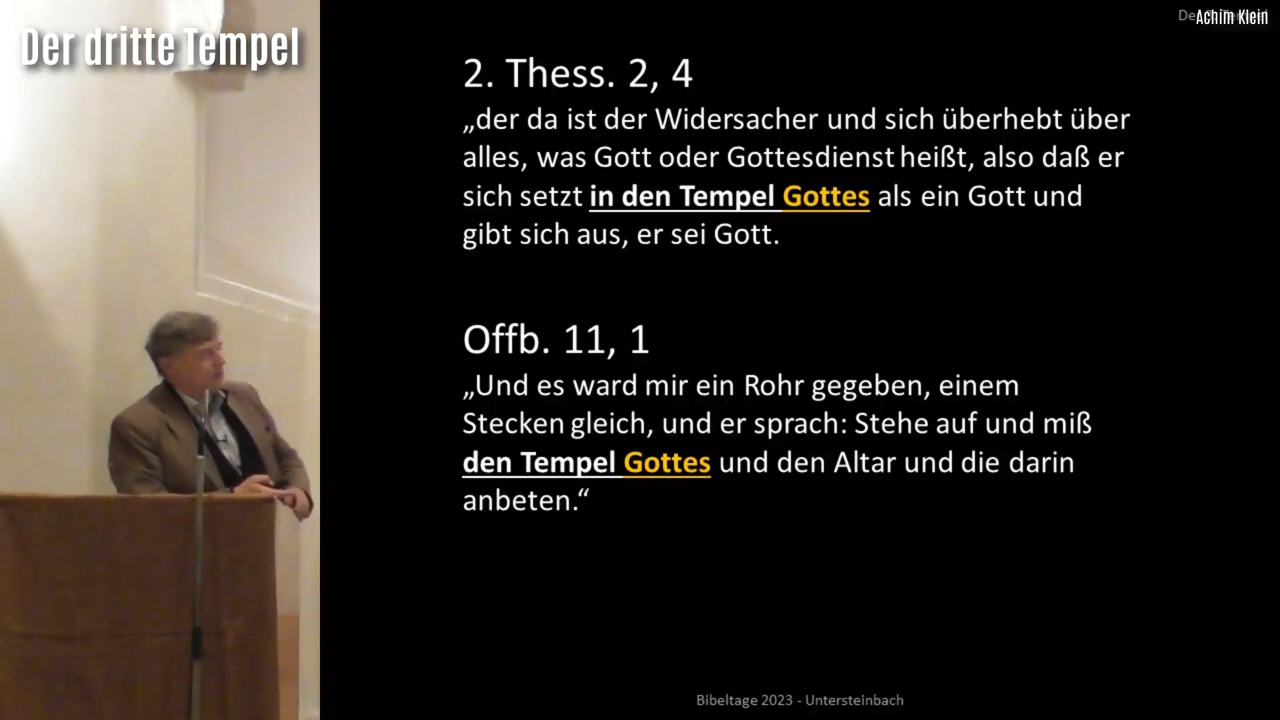 Der dritte Tempel
Achim Klein
2. Thess. 2, 4
„der da ist der Widersacher und sich überhebt über
alles, was Gott oder Gottesdienst heißt, also daß er
sich setzt in den Tempel Gottes als ein Gott und
gibt sich aus, er sei Gott.
Offb. 11, 1
„Und es ward mir ein Rohr gegeben, einem
Stecken gleich, und er sprach: Stehe auf und miß
den Tempel Gottes und den Altar und die darin
anbeten.“
Bibeltage 2023 - Untersteinbach